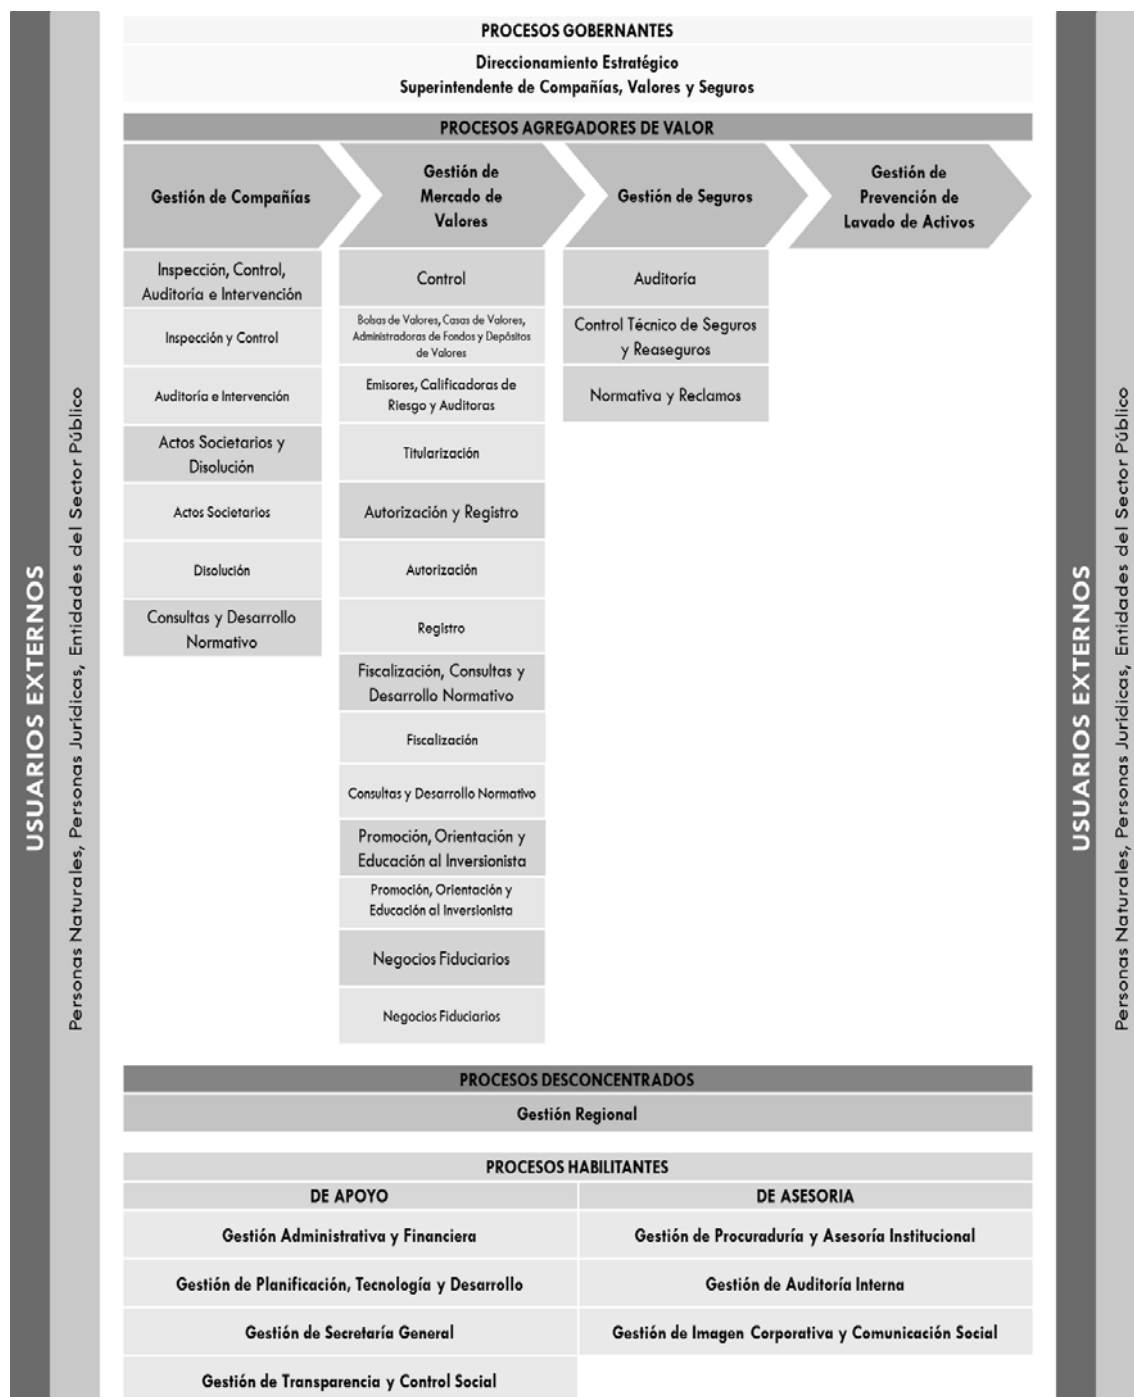 USUARIOS EXTERNOS
Personas Naturales, Personas Jurídicas, Entidades del Sector Público
PROCESOS GOBERNANTES
Direccionamiento Estratégico
Superintendente de Compañías, Valores y Seguros
PROCESOS AGREGADORES DE VALOR
Gestión de Compañías
Inspección, Control,
Auditoría e Intervención
Inspección y Control
Auditoría e Intervención
Actos Societarios y
Disolución
Actos Societarios
Disolución
Consultas y Desarrollo
Normativo
Gestión de
Mercado de
Valores
Control
Bolsas de Valores, Casas de Valores,
Administradoras de Fondos y Depósitos
de Valores
Emisores, Calificadoras de
Riesgo y Auditoras
Titularización
Autorización y Registro
Autorización
Registro
Fiscalización, Consultas y
Desarrollo Normativo
Fiscalización
Consultas y Desarrollo Normativo
Promoción, Orientación y
Educación al Inversionista
Promoción, Orientación y
Educación al Inversionista
Negocios Fiduciarios
Negocios Fiduciarios
Gestión de Seguros
Auditoría
Control Técnico de Seguros
y Reaseguros
Normativa y Reclamos
Gestión de
Prevención de
Lavado de Activos
PROCESOS DESCONCENTRADOS
Gestión Regional
PROCESOS HABILITANTES
DE APOYO
Gestión Administrativa y Financiera
Gestión de Planificación, Tecnología y Desarrollo
Gestión de Secretaría General
Gestión de Transparencia y Control Social
DE ASESORIA
Gestión de Procuraduría y Asesoría Institucional
Gestión de Auditoría Interna
Gestión de Imagen Corporativa y Comunicación Social
USUARIOS EXTERNOS
Personas Naturales, Personas Jurídicas, Entidades del Sector Público